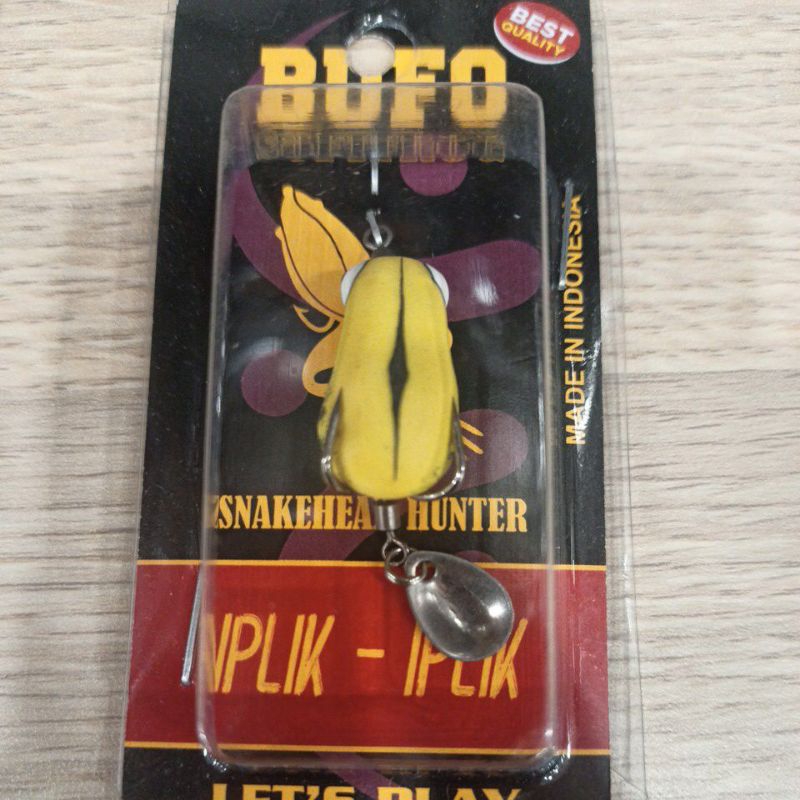 BEST
QUALITY
BUFO
MADE IN INDONESIA
SNAKEHEAD HUNTER
IPLIK - IPLIK
LET'S PLAY